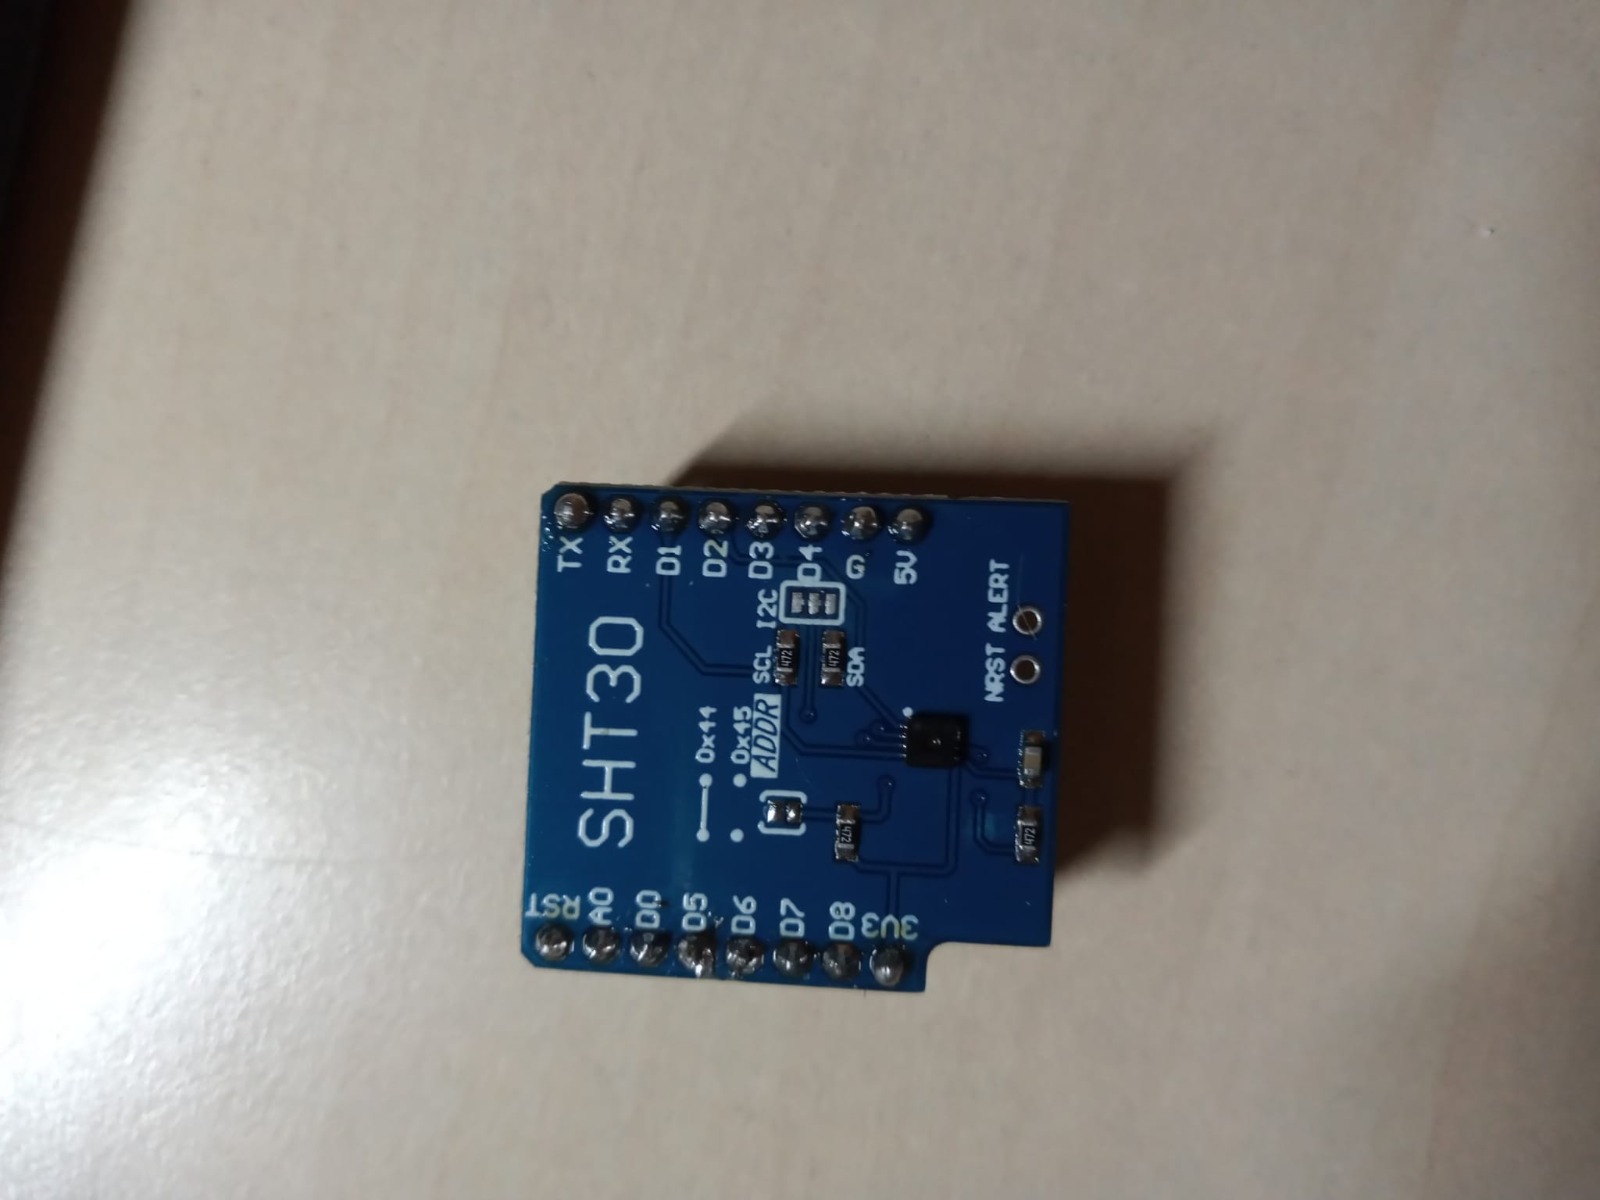 TX
RX
D1
D2
D3
D4
G
5V
SHT30
I2C
SCL
SDA
472
472
0x44
0x45
ADDR
NRST ALERT
472
472
RST
A0
D0
D5
D6
D7
D8
3V3